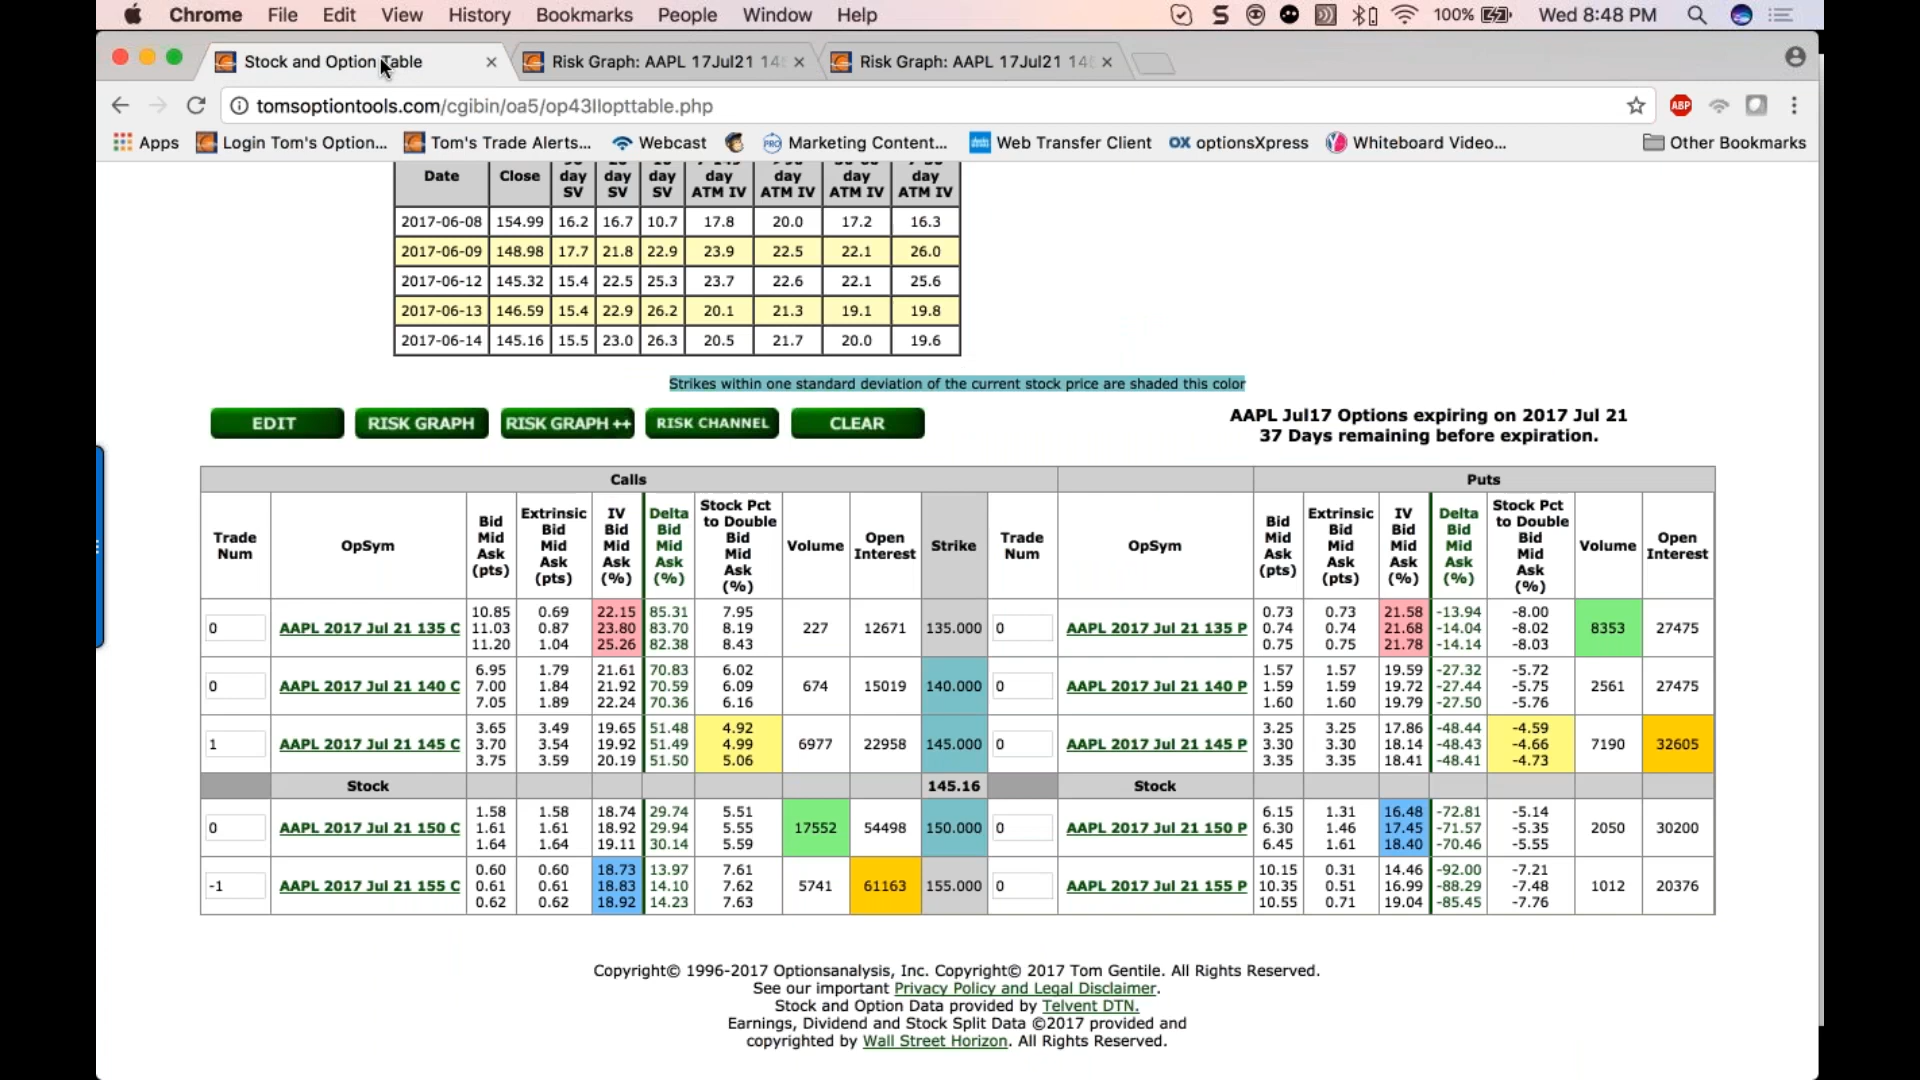 Chrome File Edit View History Bookmarks People Window Help 100% Wed 8:48 PM
Stock and Option Table × Risk Graph: AAPL 17Jul21 14 × Risk Graph: AAPL 17Jul21 14 ×
tomsoptiontools.com/cgibin/oa5/op43llopttable.php ABP
Apps Login Tom's Option... Tom's Trade Alerts... Webcast PRO Marketing Content... Web Transfer Client OX optionsXpress Whiteboard Video... Other Bookmarks
Date Close day day day day day day day
SV SV SV ATM IV ATM IV ATM IV ATM IV
2017-06-08 154.99 16.2 16.7 10.7 17.8 20.0 17.2 16.3
2017-06-09 148.98 17.7 21.8 22.9 23.9 22.5 22.1 26.0
2017-06-12 145.32 15.4 22.5 25.3 23.7 22.6 22.1 25.6
2017-06-13 146.59 15.4 22.9 26.2 20.1 21.3 19.1 19.8
2017-06-14 145.16 15.5 23.0 26.3 20.5 21.7 20.0 19.6
Strikes within one standard deviation of the current stock price are shaded this color
EDIT RISK GRAPH RISK GRAPH ++ RISK CHANNEL CLEAR
AAPL Jul17 Options expiring on 2017 Jul 21
37 Days remaining before expiration.
Calls Puts
Trade Num OpSym Bid Mid Ask (pts) Extrinsic Bid Mid Ask (pts) IV Bid Mid Ask (%) Delta Bid Mid Ask (%) Stock Pct to Double Bid Mid Ask (%) Volume Open Interest Strike Trade Num OpSym Bid Mid Ask (pts) Extrinsic Bid Mid Ask (pts) IV Bid Mid Ask (%) Delta Bid Mid Ask (%) Stock Pct to Double Bid Mid Ask (%) Volume Open Interest
10.85 0.69 22.15 85.31 7.95 0.73 0.73 21.58 -13.94 -8.00
0 AAPL 2017 Jul 21 135 C 11.03 0.87 23.80 83.70 8.19 227 12671 135.000 0 AAPL 2017 Jul 21 135 P 0.74 0.74 21.68 -14.04 -8.02 8353 27475
11.20 1.04 25.26 82.38 8.43 0.75 0.75 21.78 -14.14 -8.03
6.95 1.79 21.61 70.83 6.02 1.57 1.57 19.59 -27.32 -5.72
0 AAPL 2017 Jul 21 140 C 7.00 1.84 21.92 70.59 6.09 674 15019 140.000 0 AAPL 2017 Jul 21 140 P 1.59 1.59 19.72 -27.44 -5.75 2561 27475
7.05 1.89 22.24 70.36 6.16 1.60 1.60 19.79 -27.50 -5.76
3.65 3.49 19.65 51.48 4.92 3.25 3.25 17.86 -48.44 -4.59
1 AAPL 2017 Jul 21 145 C 3.70 3.54 19.92 51.49 4.99 6977 22958 145.000 0 AAPL 2017 Jul 21 145 P 3.30 3.30 18.14 -48.43 -4.66 7190 32605
3.75 3.59 20.19 51.50 5.06 3.35 3.35 18.41 -48.41 -4.73
Stock 145.16 Stock
1.58 1.58 18.74 29.74 5.51 6.15 1.31 16.48 -72.81 -5.14
0 AAPL 2017 Jul 21 150 C 1.61 1.61 18.92 29.94 5.55 17552 54498 150.000 0 AAPL 2017 Jul 21 150 P 6.30 1.46 17.45 -71.57 -5.35 2050 30200
1.64 1.64 19.11 30.14 5.59 6.45 1.61 18.40 -70.46 -5.55
0.60 0.60 18.73 13.97 7.61 10.15 0.31 14.46 -92.00 -7.21
-1 AAPL 2017 Jul 21 155 C 0.61 0.61 18.83 14.10 7.62 5741 61163 155.000 0 AAPL 2017 Jul 21 155 P 10.35 0.51 16.99 -88.29 -7.48 1012 20376
0.62 0.62 18.92 14.23 7.63 10.55 0.71 19.04 -85.45 -7.76
Copyright© 1996-2017 Optionsanalysis, Inc. Copyright© 2017 Tom Gentile. All Rights Reserved.
See our important Privacy Policy and Legal Disclaimer.
Stock and Option Data provided by Telvent DTN.
Earnings, Dividend and Stock Split Data ©2017 provided and
copyrighted by Wall Street Horizon. All Rights Reserved.